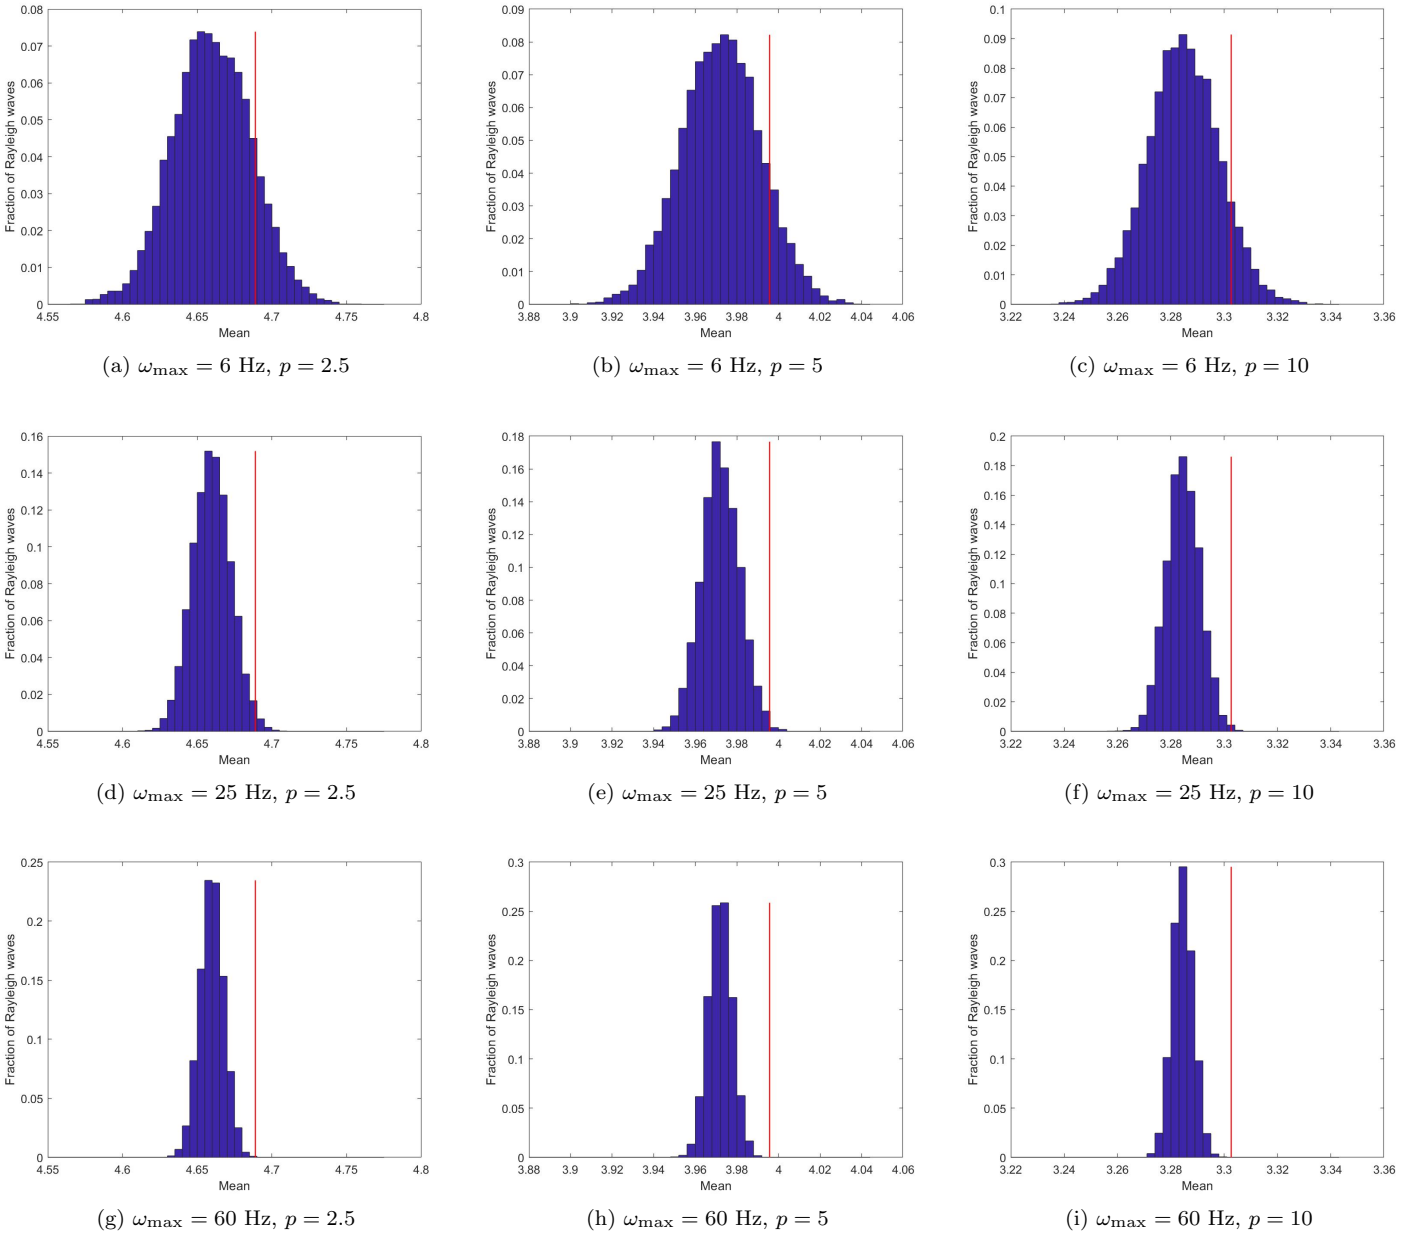 0.08
0.07
0.06
0.05
0.04
0.03
0.02
0.01
0
4.55 4.6 4.65 4.7 4.75 4.8
Mean
Fraction of Rayleigh waves
(a) ω_max = 6 Hz, p = 2.5
0.09
0.08
0.07
0.06
0.05
0.04
0.03
0.02
0.01
0
3.88 3.9 3.92 3.94 3.96 3.98 4 4.02 4.04 4.06
Mean
Fraction of Rayleigh waves
(b) ω_max = 6 Hz, p = 5
0.1
0.09
0.08
0.07
0.06
0.05
0.04
0.03
0.02
0.01
0
3.22 3.24 3.26 3.28 3.3 3.32 3.34 3.36
Mean
Fraction of Rayleigh waves
(c) ω_max = 6 Hz, p = 10
0.16
0.14
0.12
0.1
0.08
0.06
0.04
0.02
0
4.55 4.6 4.65 4.7 4.75 4.8
Mean
Fraction of Rayleigh waves
(d) ω_max = 25 Hz, p = 2.5
0.18
0.16
0.14
0.12
0.1
0.08
0.06
0.04
0.02
0
3.88 3.9 3.92 3.94 3.96 3.98 4 4.02 4.04 4.06
Mean
Fraction of Rayleigh waves
(e) ω_max = 25 Hz, p = 5
0.2
0.18
0.16
0.14
0.12
0.1
0.08
0.06
0.04
0.02
0
3.22 3.24 3.26 3.28 3.3 3.32 3.34 3.36
Mean
Fraction of Rayleigh waves
(f) ω_max = 25 Hz, p = 10
0.25
0.2
0.15
0.1
0.05
0
4.55 4.6 4.65 4.7 4.75 4.8
Mean
Fraction of Rayleigh waves
(g) ω_max = 60 Hz, p = 2.5
0.3
0.25
0.2
0.15
0.1
0.05
0
3.88 3.9 3.92 3.94 3.96 3.98 4 4.02 4.04 4.06
Mean
Fraction of Rayleigh waves
(h) ω_max = 60 Hz, p = 5
0.3
0.25
0.2
0.15
0.1
0.05
0
3.22 3.24 3.26 3.28 3.3 3.32 3.34 3.36
Mean
Fraction of Rayleigh waves
(i) ω_max = 60 Hz, p = 10